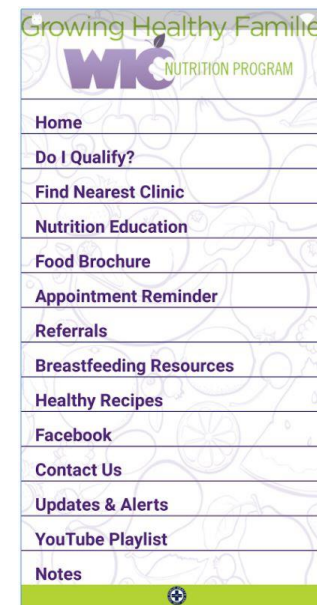 Growing Healthy Familie
WIC NUTRITION PROGRAM
Home
Do I Qualify?
Find Nearest Clinic
Nutrition Education
Food Brochure
Appointment Reminder
Referrals
Breastfeeding Resources
Healthy Recipes
Facebook
Contact Us
Updates & Alerts
YouTube Playlist
Notes